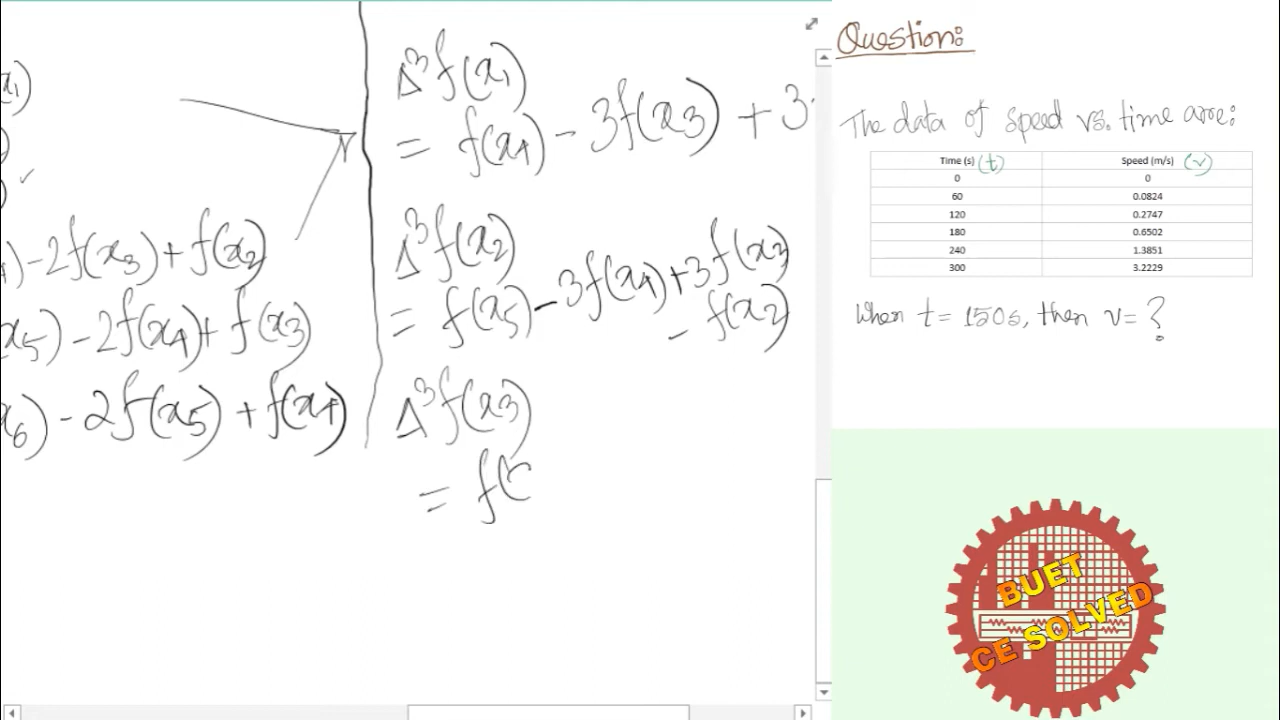 x1)
)
)
) - 2f(x3) + f(x2)
x5) - 2f(x4) + f(x3)
x6) - 2f(x5) + f(x4)
Δ³f(x1)
= f(x4) - 3f(x3) + 3
Δ³f(x2)
= f(x5) - 3f(x4) + 3f(x3)
- f(x2)
Δ³f(x3)
= f(
Question:
The data of speed vs. time are:
Time (s) (t) Speed (m/s) (v)
0 0
60 0.0824
120 0.2747
180 0.6502
240 1.3851
300 3.2229
When t = 150s, then v = ?
BUET
CE SOLVED